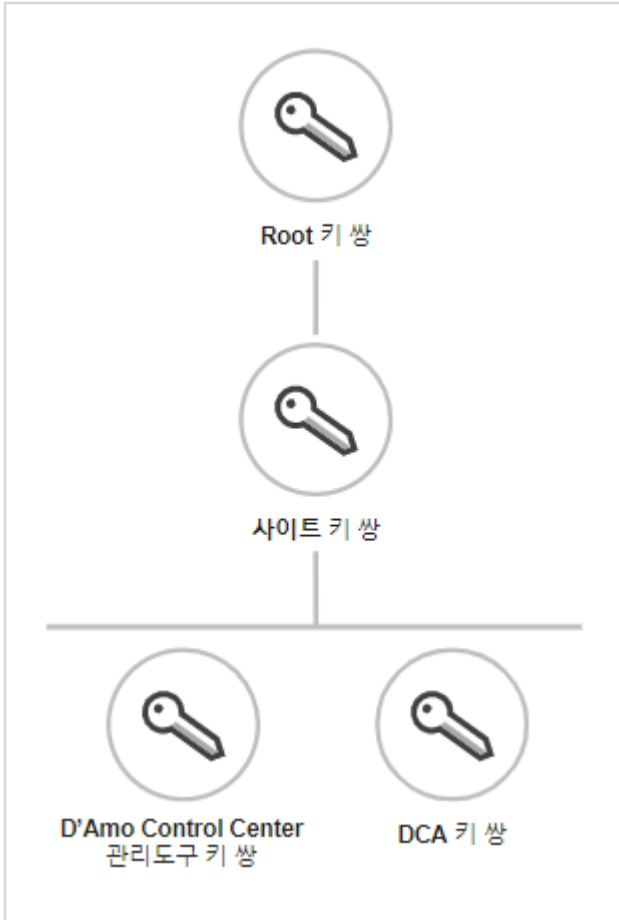 Root 키 쌍
사이트 키 쌍
D'Amo Control Center
관리도구 키 쌍
DCA 키 쌍